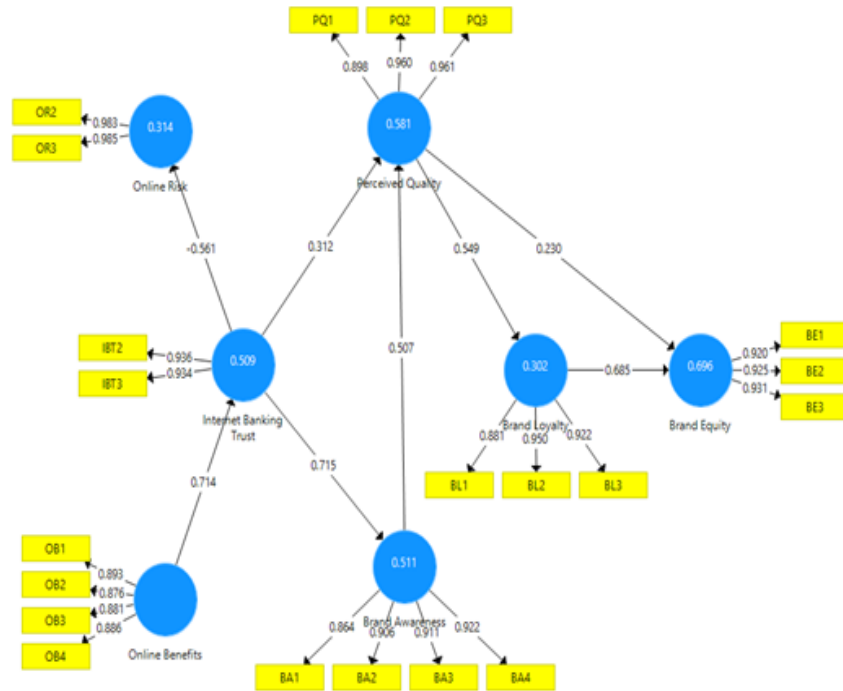 PQ1
PQ2
PQ3
0.898
0.960
0.961
OR2
OR3
0.983
0.985
0.314
Online Risk
0.581
Perceived Quality
-0.561
0.312
0.549
0.230
0.507
IBT2
IBT3
0.936
0.934
0.509
Internet Banking
Trust
0.302
Brand Loyalty
0.685
0.696
Brand Equity
0.920
0.925
0.931
BE1
BE2
BE3
0.881
0.950
0.922
BL1
BL2
BL3
0.714
0.715
OB1
OB2
OB3
OB4
0.893
0.876
0.881
0.886
Online Benefits
0.511
Brand Awareness
0.864
0.906
0.911
0.922
BA1
BA2
BA3
BA4